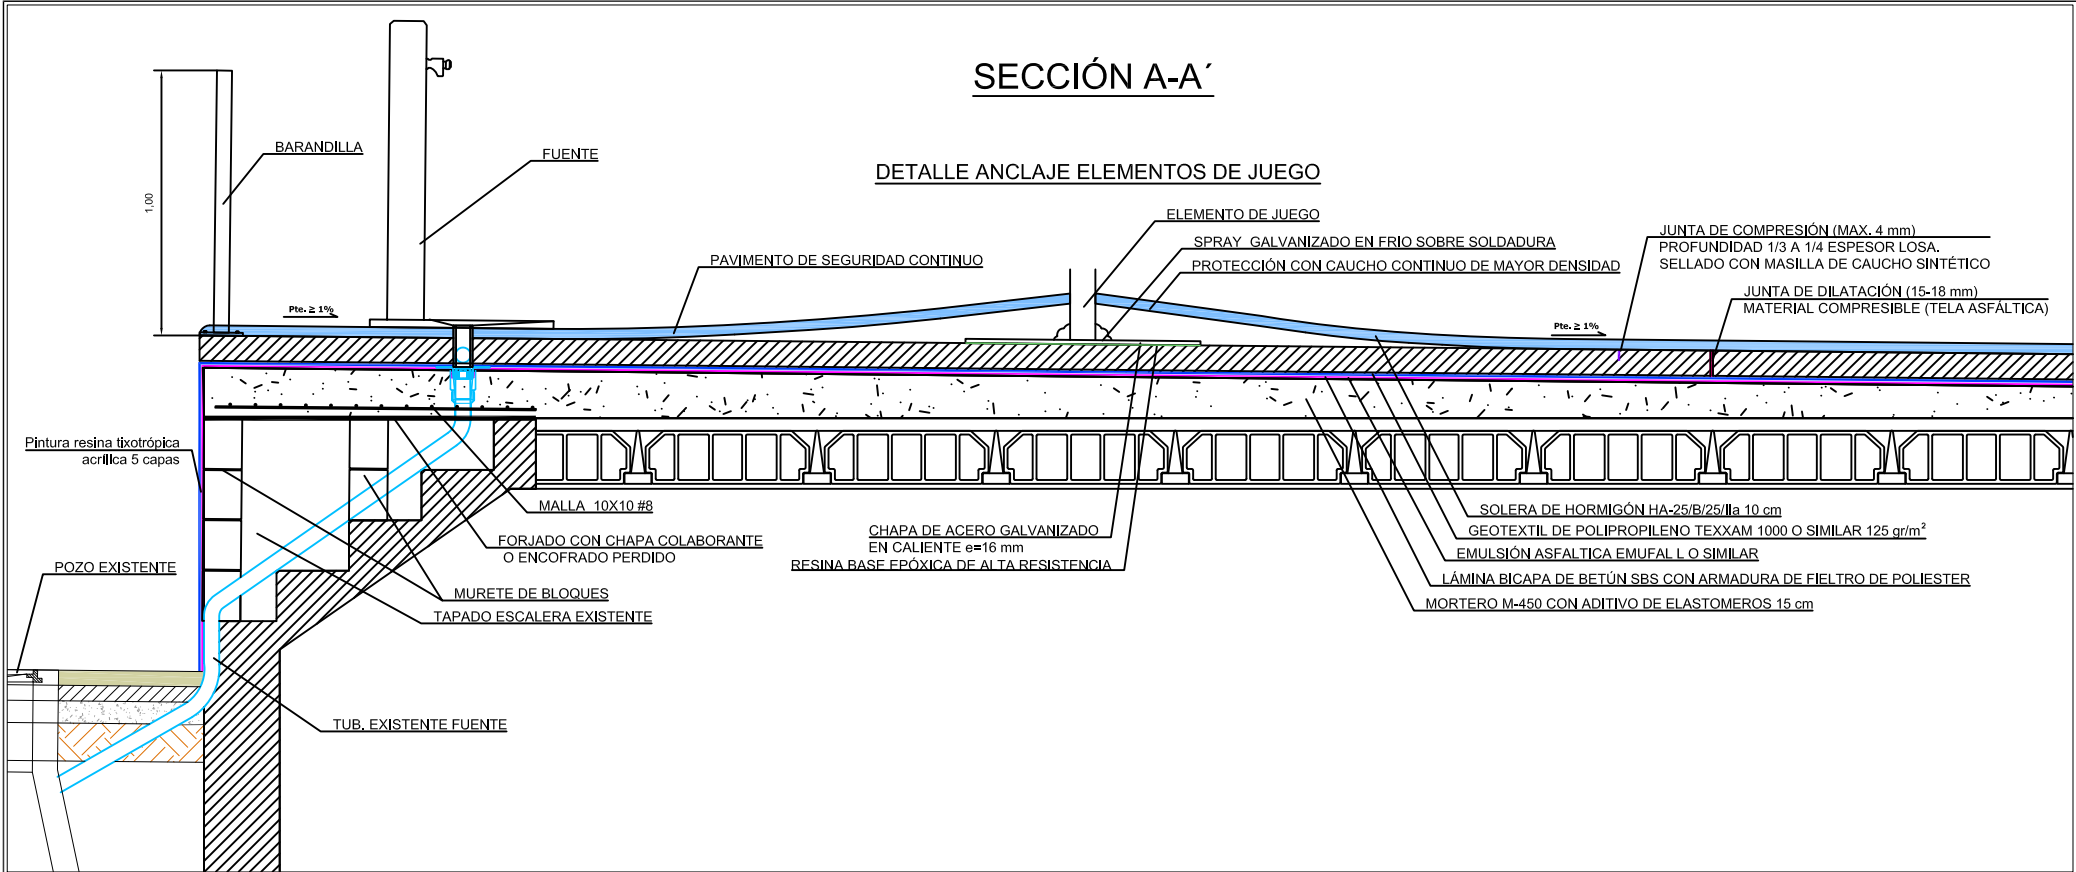 SECCIÓN A-A´
DETALLE ANCLAJE ELEMENTOS DE JUEGO
BARANDILLA
FUENTE
1,00
ELEMENTO DE JUEGO
SPRAY GALVANIZADO EN FRIO SOBRE SOLDADURA
PROTECCIÓN CON CAUCHO CONTINUO DE MAYOR DENSIDAD
PAVIMENTO DE SEGURIDAD CONTINUO
JUNTA DE COMPRESIÓN (MAX. 4 mm)
PROFUNDIDAD 1/3 A 1/4 ESPESOR LOSA.
SELLADO CON MASILLA DE CAUCHO SINTÉTICO
JUNTA DE DILATACIÓN (15-18 mm)
MATERIAL COMPRESIBLE (TELA ASFÁLTICA)
Pte. ≥ 1%
Pte. ≥ 1%
Pintura resina tixotrópica
acrílica 5 capas
MALLA 10X10 #8
FORJADO CON CHAPA COLABORANTE
O ENCOFRADO PERDIDO
MURETE DE BLOQUES
TAPADO ESCALERA EXISTENTE
POZO EXISTENTE
TUB. EXISTENTE FUENTE
CHAPA DE ACERO GALVANIZADO
EN CALIENTE e=16 mm
RESINA BASE EPÓXICA DE ALTA RESISTENCIA
SOLERA DE HORMIGÓN HA-25/B/25/IIa 10 cm
GEOTEXTIL DE POLIPROPILENO TEXXAM 1000 O SIMILAR 125 gr/m²
EMULSIÓN ASFALTICA EMUFAL L O SIMILAR
LÁMINA BICAPA DE BETÚN SBS CON ARMADURA DE FIELTRO DE POLIESTER
MORTERO M-450 CON ADITIVO DE ELASTOMEROS 15 cm